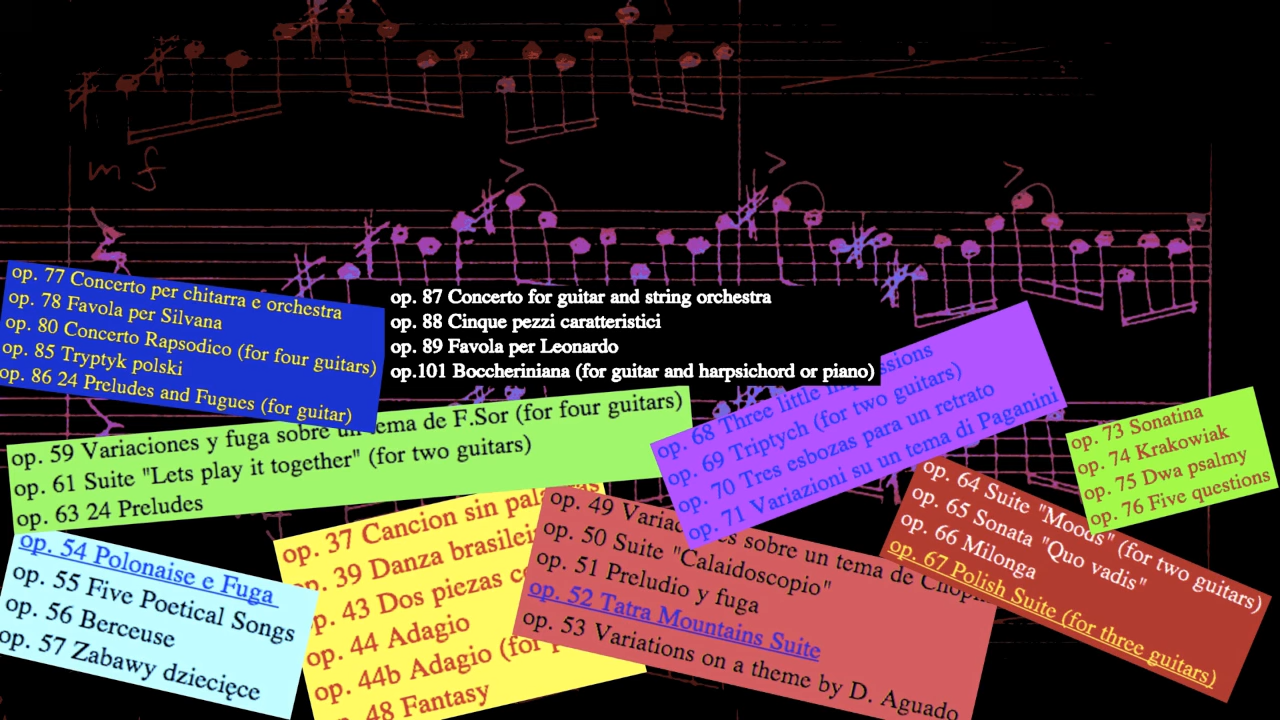 mf
op. 77 Concerto per chitarra e orchestra
op. 78 Favola per Silvana
op. 80 Concerto Rapsodico (for four guitars)
op. 85 Tryptyk polski
op. 86 24 Preludes and Fugues (for guitar)
op. 87 Concerto for guitar and string orchestra
op. 88 Cinque pezzi caratteristici
op. 89 Favola per Leonardo
op.101 Boccheriniana (for guitar and harpsichord or piano)
op. 59 Variaciones y fuga sobre un tema de F.Sor (for four guitars)
op. 61 Suite "Lets play it together" (for two guitars)
op. 63 24 Preludes
op. 68 Three little
op. 69 Triptych (for two guitars)
op. 70 Tres esbozas para un retrato
op. 71 Variazioni su un tema di Paganini
op. 73 Sonatina
op. 74 Krakowiak
op. 75 Dwa psalmy
op. 76 Five questions
op. 64 Suite "Moods" (for two guitars)
op. 65 Sonata "Quo vadis"
op. 66 Milonga
op. 67 Polish Suite (for three guitars)
op. 54 Polonaise e Fuga
op. 55 Five Poetical Songs
op. 56 Berceuse
op. 57 Zabawy dziecięce
op. 37 Cancion sin
op. 39 Danza
op. 43 Dos piezas
op. 44 Adagio
op. 44b Adagio (for
op. 48 Fantasy
op. 49 sobre un tema de
op. 50 Suite "Calaidoscopio"
op. 51 Preludio y fuga
op. 52 Tatra Mountains Suite
op. 53 Variations on a theme by D. Aguado